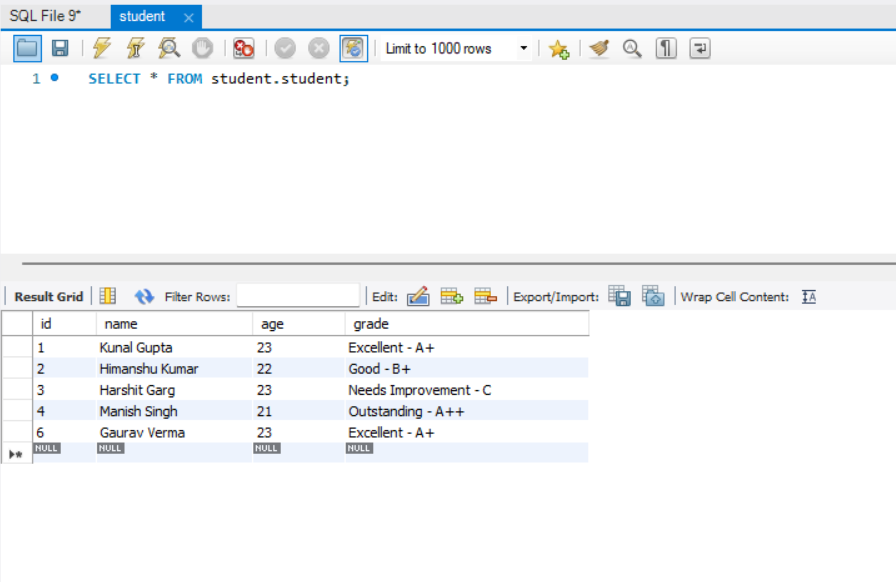 SQL File 9* student
Limit to 1000 rows
1 SELECT * FROM student.student;
Result Grid Filter Rows: Edit: Export/Import: Wrap Cell Content:
id name age grade
1 Kunal Gupta 23 Excellent - A+
2 Himanshu Kumar 22 Good - B+
3 Harshit Garg 23 Needs Improvement - C
4 Manish Singh 21 Outstanding - A++
6 Gaurav Verma 23 Excellent - A+
NULL NULL NULL NULL